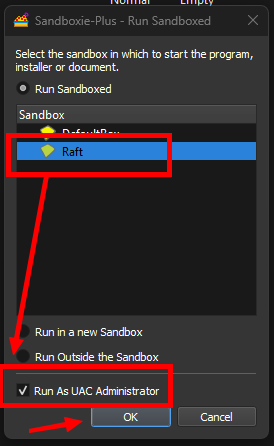 Normal Empty
Sandboxie-Plus - Run Sandboxed
Select the sandbox in which to start the program,
installer or document.
Run Sandboxed
Sandbox
DefaultBox
Raft
Run in a new Sandbox
Run Outside the Sandbox
Run As UAC Administrator
OK Cancel